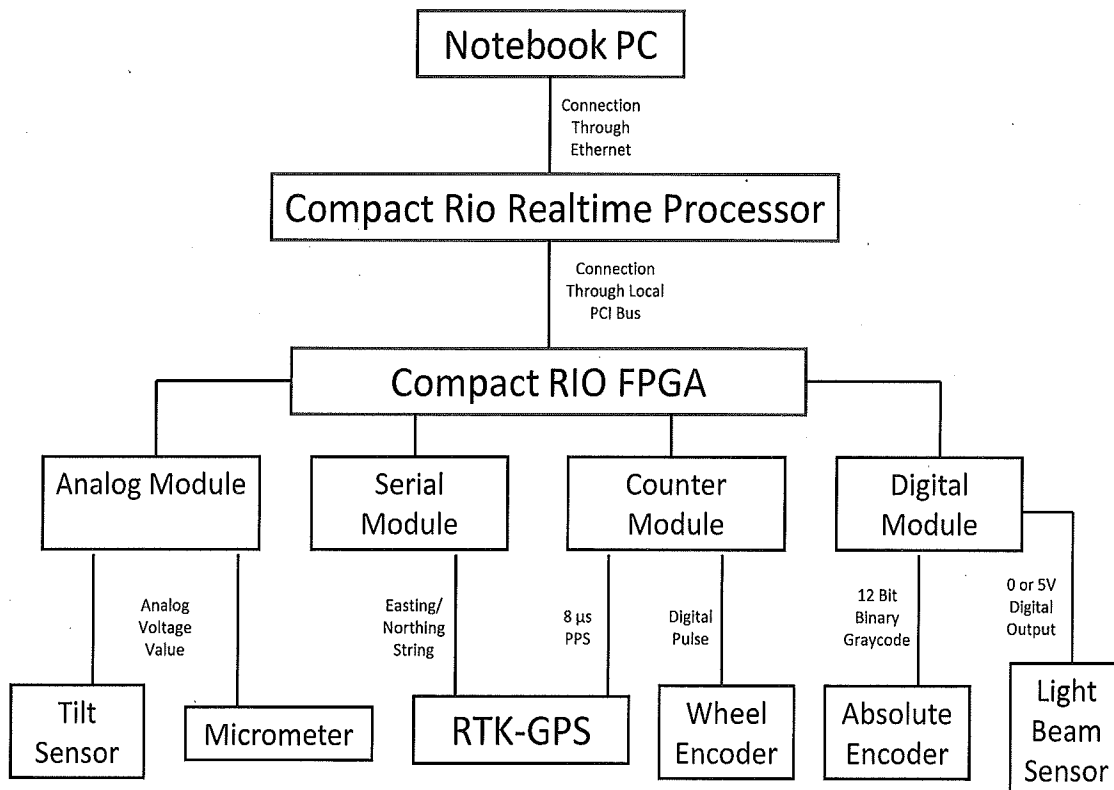 Notebook PC
Connection
Through
Ethernet
Compact Rio Realtime Processor
Connection
Through Local
PCI Bus
Compact RIO FPGA
Analog Module
Serial
Module
Counter
Module
Digital
Module
Analog
Voltage
Value
Easting/
Northing
String
8 µs
PPS
Digital
Pulse
12 Bit
Binary
Graycode
0 or 5V
Digital
Output
Tilt
Sensor
Micrometer
RTK-GPS
Wheel
Encoder
Absolute
Encoder
Light
Beam
Sensor